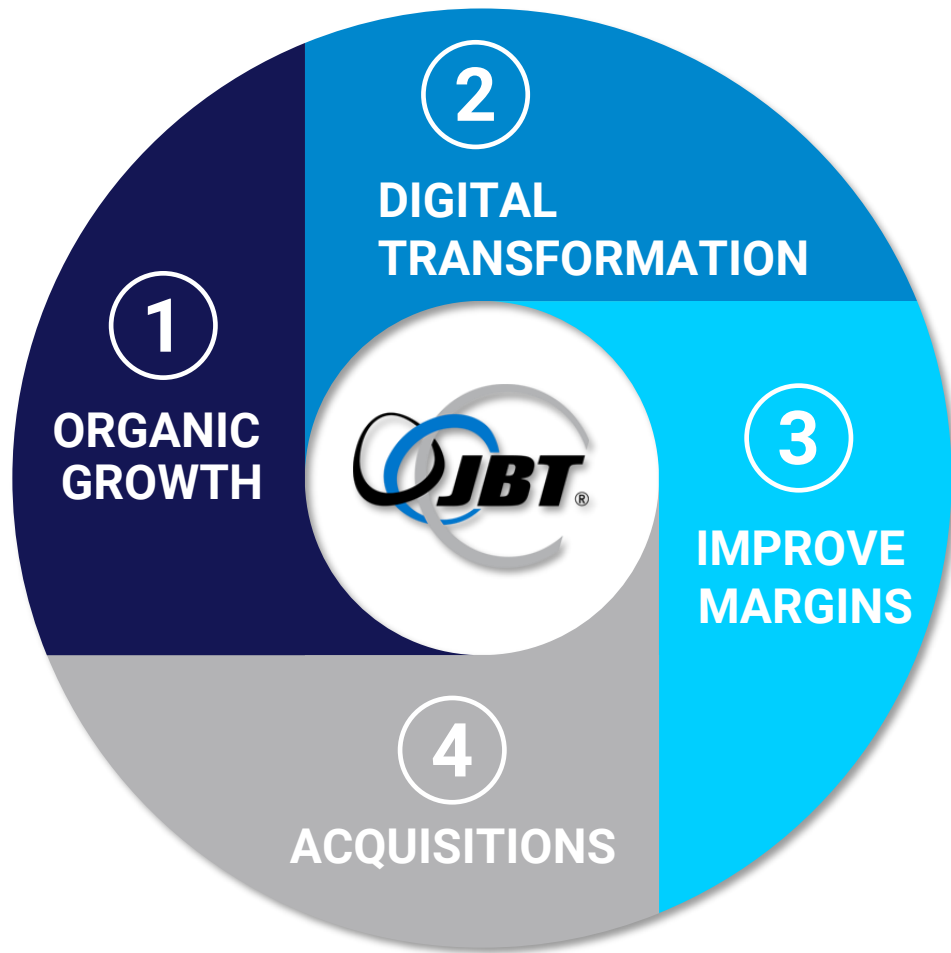 1
ORGANIC
GROWTH
2
DIGITAL
TRANSFORMATION
3
IMPROVE
MARGINS
4
ACQUISITIONS
JBT®